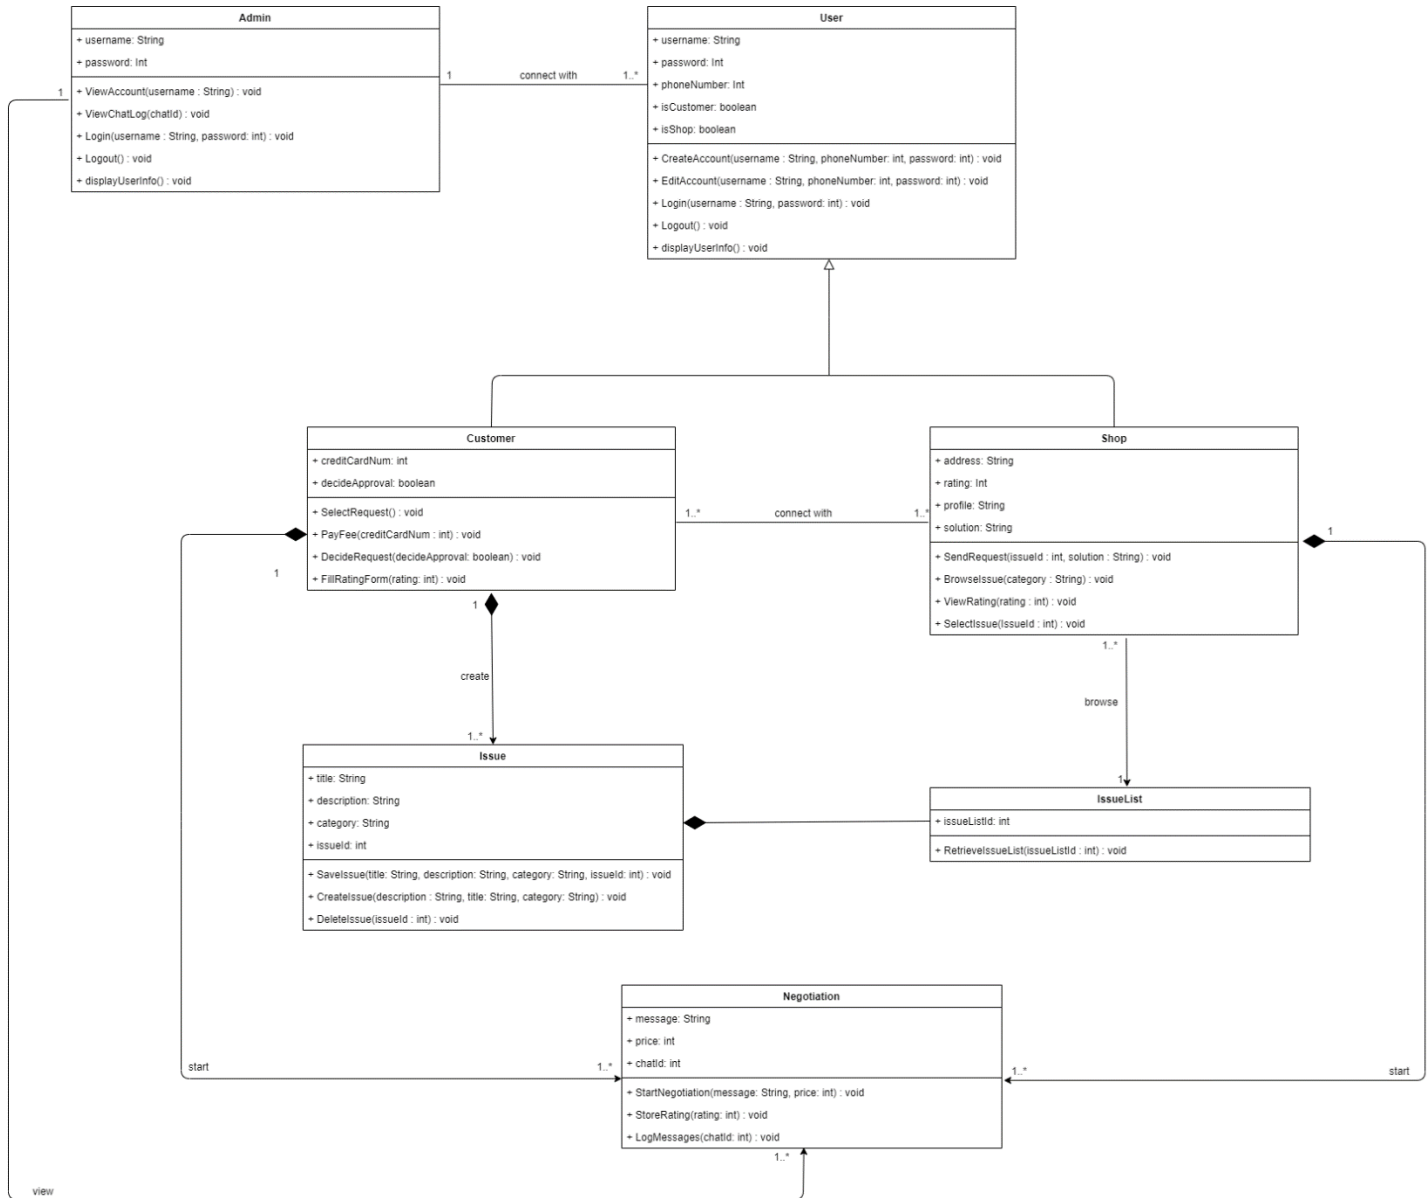 Admin
+ username: String
+ password: Int
+ ViewAccount(username : String) : void
+ ViewChatLog(chatId) : void
+ Login(username : String, password: int) : void
+ Logout() : void
+ displayUserInfo() : void
1
1
connect with
1..*
User
+ username: String
+ password: Int
+ phoneNumber: Int
+ isCustomer: boolean
+ isShop: boolean
+ CreateAccount(username : String, phoneNumber: int, password: int) : void
+ EditAccount(username : String, phoneNumber: int, password: int) : void
+ Login(username : String, password: int) : void
+ Logout() : void
+ displayUserInfo() : void
Customer
+ creditCardNum: int
+ decideApproval: boolean
+ SelectRequest() : void
+ PayFee(creditCardNum : int) : void
+ DecideRequest(decideApproval: boolean) : void
+ FillRatingForm(rating: int) : void
1..*
connect with
1..*
Shop
+ address: String
+ rating: Int
+ profile: String
+ solution: String
+ SendRequest(issueId : int, solution : String) : void
+ BrowseIssue(category : String) : void
+ ViewRating(rating : int) : void
+ SelectIssue(IssueId : int) : void
1
1
1
create
1..*
1..*
browse
1
Issue
+ title: String
+ description: String
+ category: String
+ issueId: int
+ SaveIssue(title: String, description: String, category: String, issueId: int) : void
+ CreateIssue(description : String, title: String, category: String) : void
+ DeleteIssue(issueId : int) : void
IssueList
+ issueListId: int
+ RetrieveIssueList(issueListId : int) : void
Negotiation
+ message: String
+ price: int
+ chatId: int
+ StartNegotiation(message: String, price: int) : void
+ StoreRating(rating: int) : void
+ LogMessages(chatId: int) : void
start
1..*
1..*
start
1..*
view